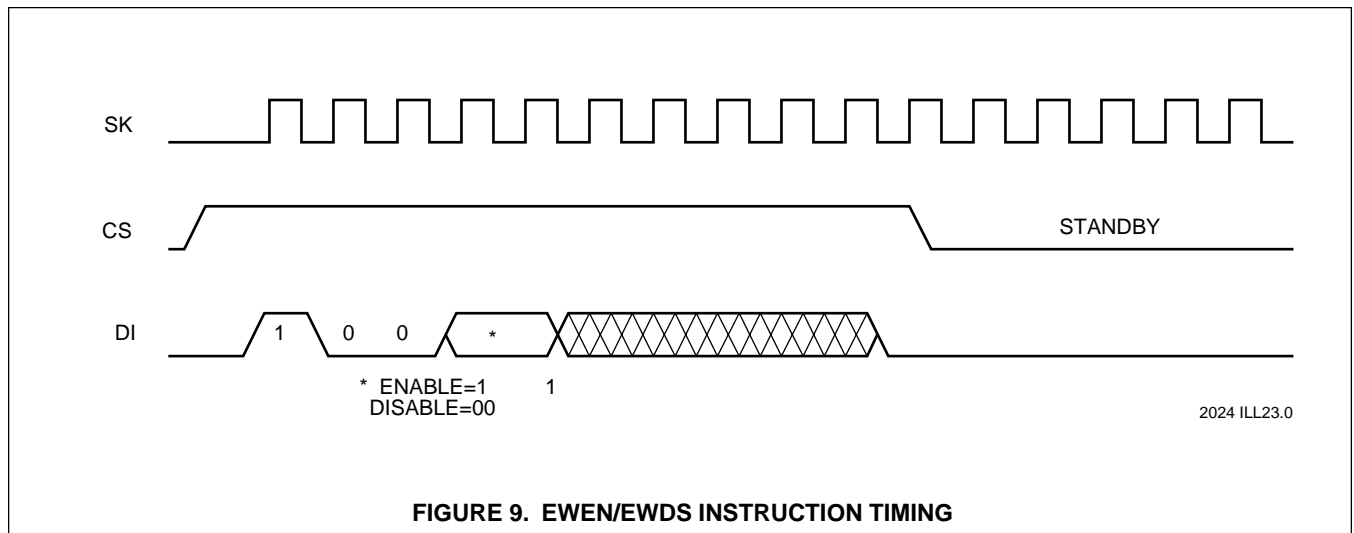 SK
CS
STANDBY
DI
1 0 0 *
* ENABLE=1 1
DISABLE=00
2024 ILL23.0
FIGURE 9. EWEN/EWDS INSTRUCTION TIMING